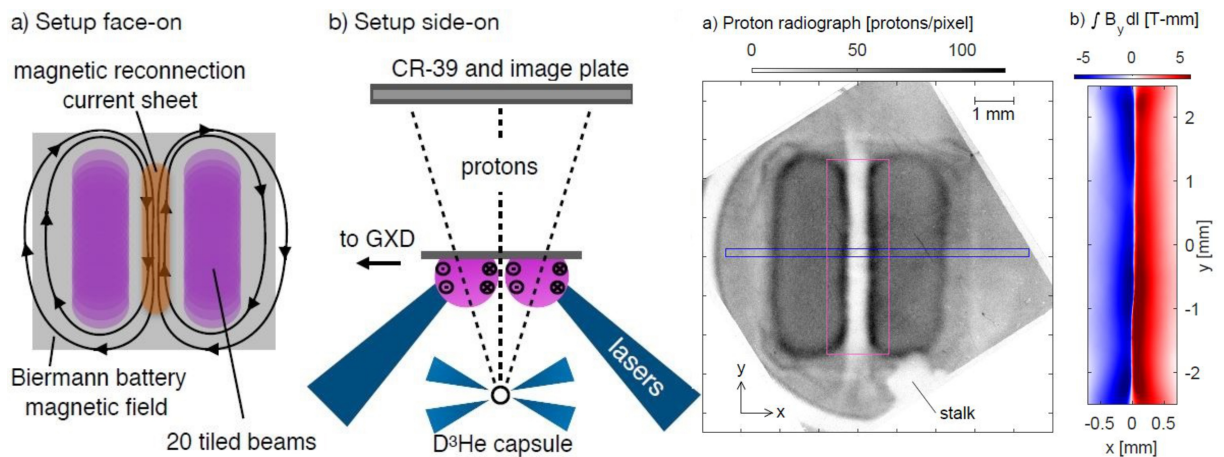 a) Setup face-on
magnetic reconnection
current sheet
Biermann battery
magnetic field
20 tiled beams
b) Setup side-on
CR-39 and image plate
protons
to GXD
lasers
D³He capsule
a) Proton radiograph [protons/pixel]
0 50 100
1 mm
y
x
stalk
b) ∫ B_y dl [T-mm]
-5 0 5
2
1
0
-1
-2
y [mm]
-0.5 0 0.5
x [mm]